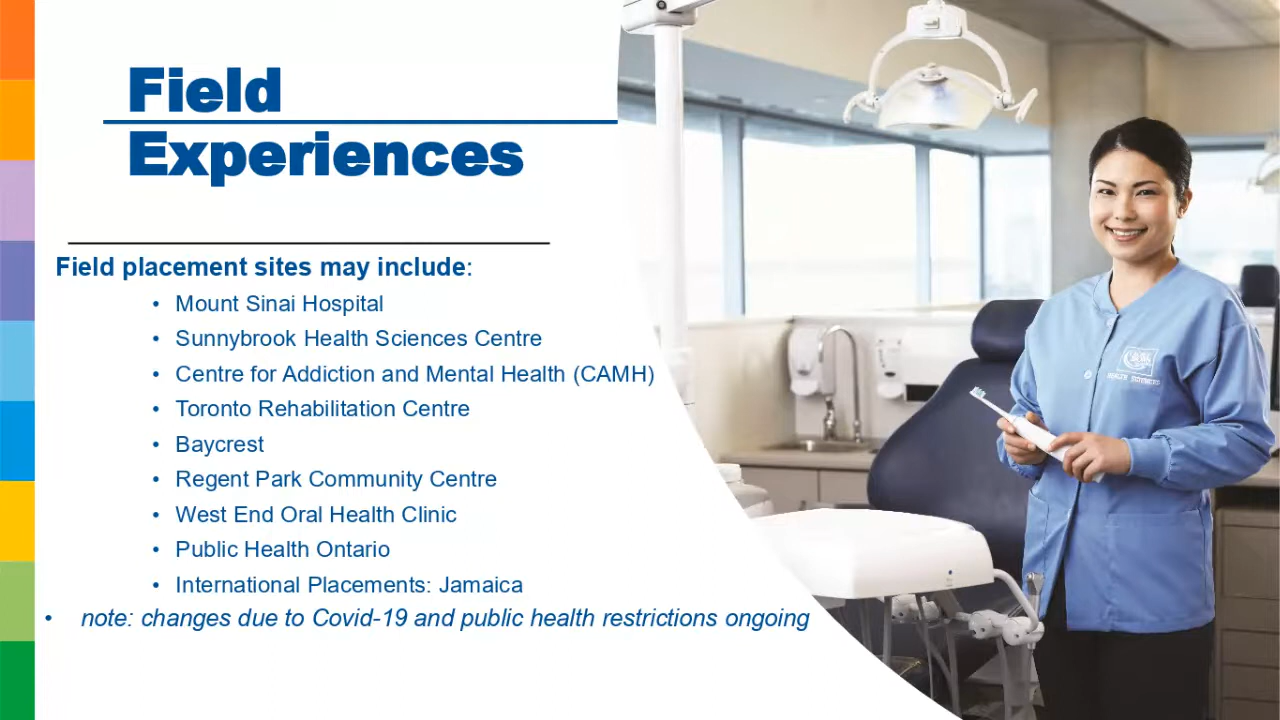 Field
Experiences
Field placement sites may include:
• Mount Sinai Hospital
• Sunnybrook Health Sciences Centre
• Centre for Addiction and Mental Health (CAMH)
• Toronto Rehabilitation Centre
• Baycrest
• Regent Park Community Centre
• West End Oral Health Clinic
• Public Health Ontario
• International Placements: Jamaica
• note: changes due to Covid-19 and public health restrictions ongoing
HEALTH SCIENCES